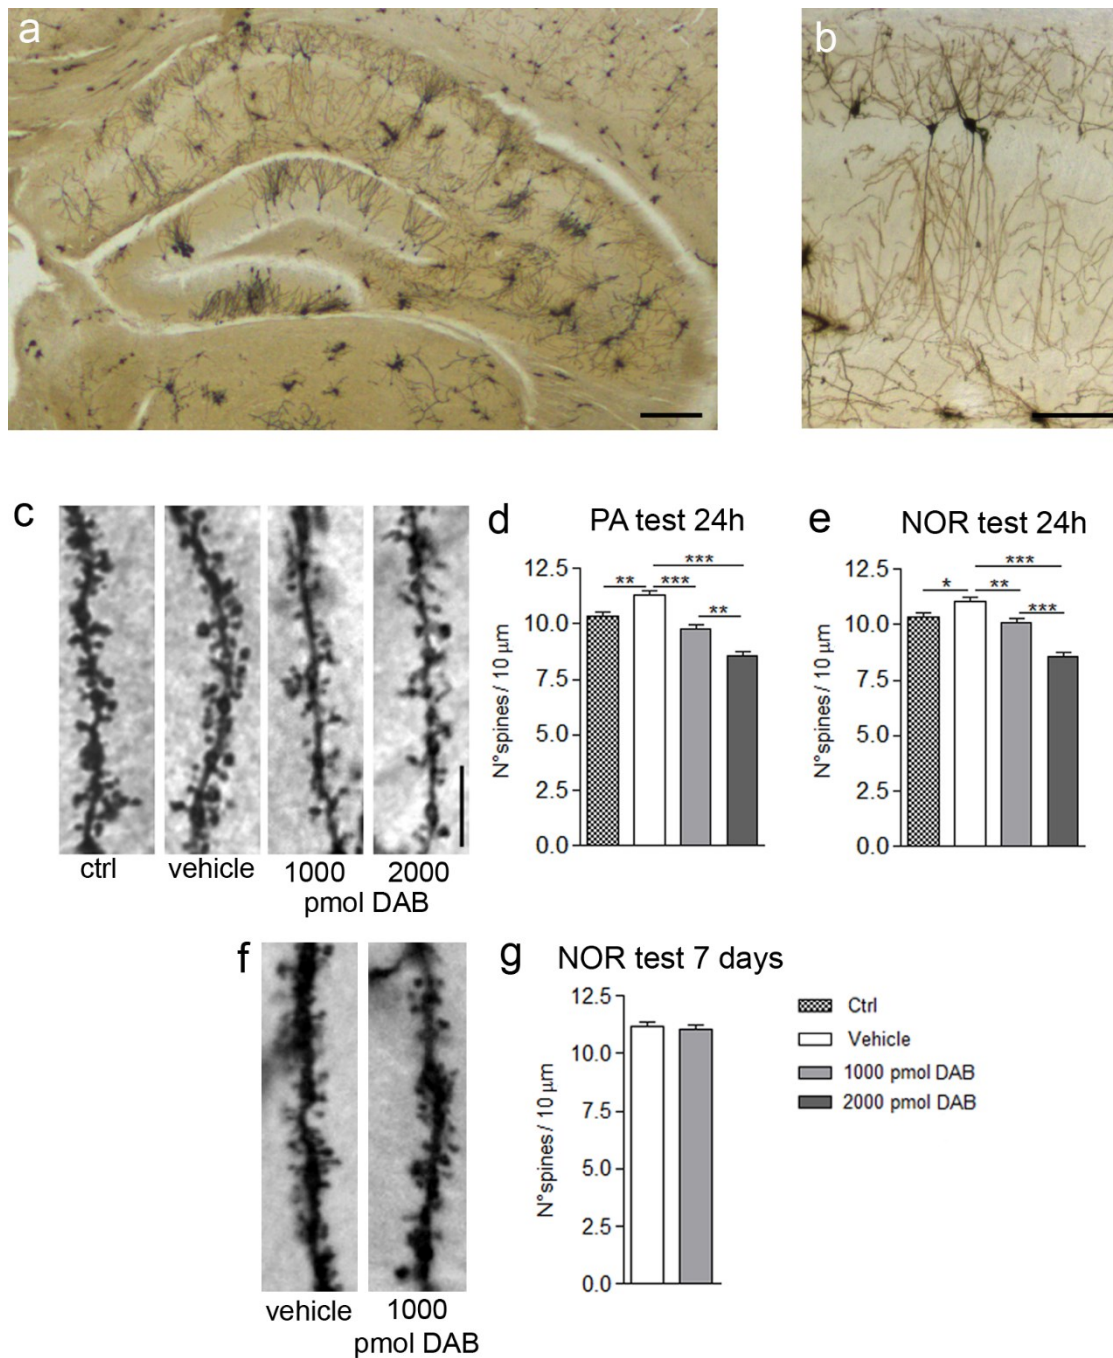 a
b
c
ctrl
vehicle
1000
2000
pmol DAB
d
PA test 24h
N°spines / 10 µm
12.5
10.0
7.5
5.0
2.5
0.0
**
***
***
**
e
NOR test 24h
N°spines / 10 µm
12.5
10.0
7.5
5.0
2.5
0.0
*
**
***
***
f
vehicle
1000
pmol DAB
g
NOR test 7 days
N°spines / 10 µm
12.5
10.0
7.5
5.0
2.5
0.0
Ctrl
Vehicle
1000 pmol DAB
2000 pmol DAB